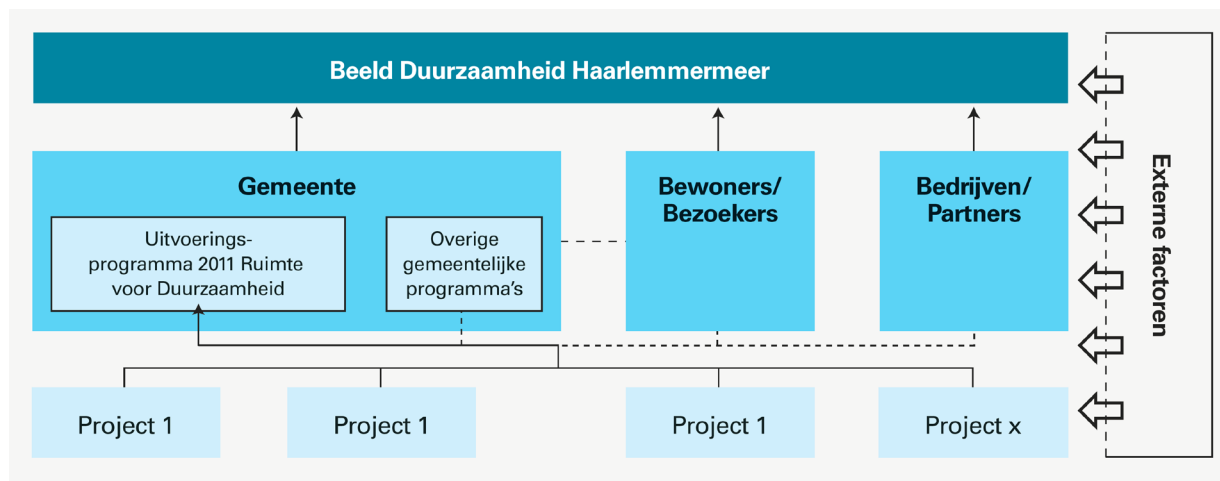 Beeld Duurzaamheid Haarlemmermeer
Gemeente
Uitvoerings-
programma 2011 Ruimte
voor Duurzaamheid
Overige
gemeentelijke
programma's
Bewoners/
Bezoekers
Bedrijven/
Partners
Project 1
Project 1
Project 1
Project x
Externe factoren